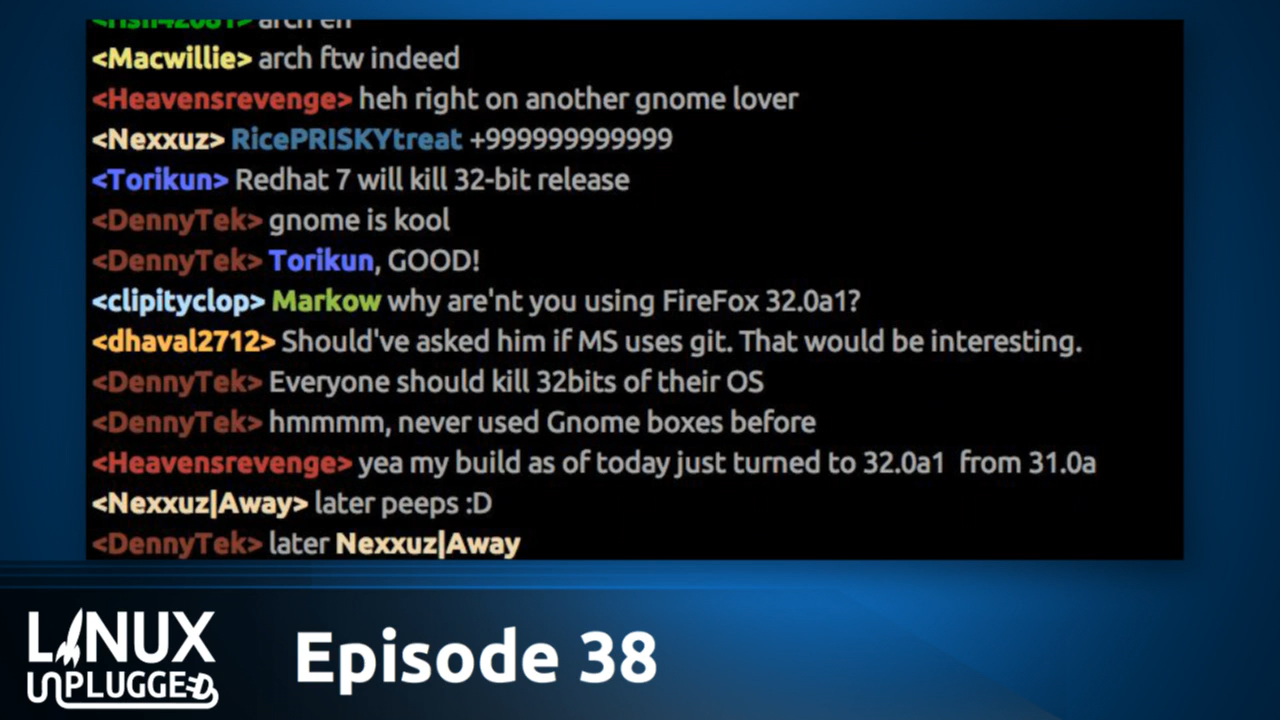 arch en
<Macwillie> arch ftw indeed
<Heavensrevenge> heh right on another gnome lover
<Nexxuz> RicePRISKYtreat +999999999999
<Torikun> Redhat 7 will kill 32-bit release
<DennyTek> gnome is kool
<DennyTek> Torikun, GOOD!
<clipityclop> Markow why are'nt you using FireFox 32.0a1?
<dhaval2712> Should've asked him if MS uses git. That would be interesting.
<DennyTek> Everyone should kill 32bits of their OS
<DennyTek> hmmmm, never used Gnome boxes before
<Heavensrevenge> yea my build as of today just turned to 32.0a1  from 31.0a
<Nexxuz|Away> later peeps :D
<DennyTek> later Nexxuz|Away
LINUX
UNPLUGGED
Episode 38